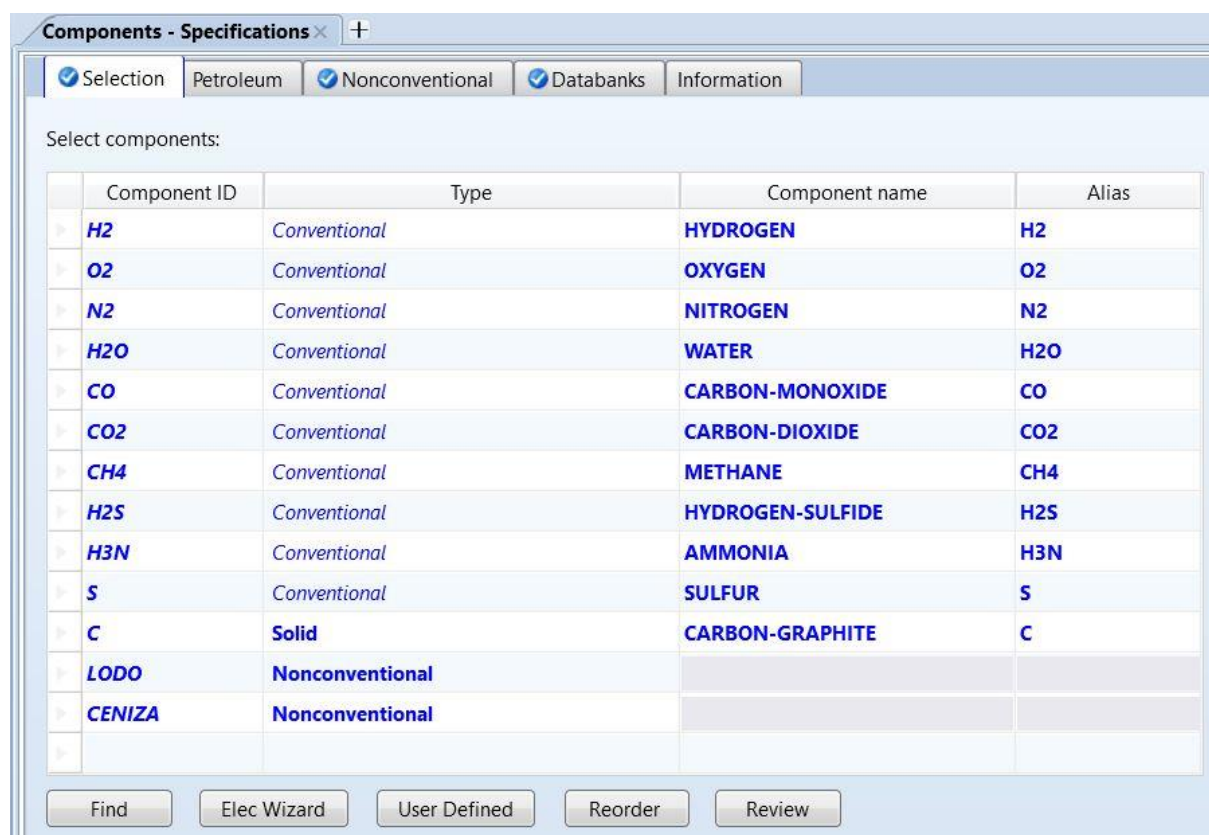 Components - Specifications × +
Selection Petroleum Nonconventional Databanks Information
Select components:
Component ID Type Component name Alias
H2 Conventional HYDROGEN H2
O2 Conventional OXYGEN O2
N2 Conventional NITROGEN N2
H2O Conventional WATER H2O
CO Conventional CARBON-MONOXIDE CO
CO2 Conventional CARBON-DIOXIDE CO2
CH4 Conventional METHANE CH4
H2S Conventional HYDROGEN-SULFIDE H2S
H3N Conventional AMMONIA H3N
S Conventional SULFUR S
C Solid CARBON-GRAPHITE C
LODO Nonconventional
CENIZA Nonconventional
Find Elec Wizard User Defined Reorder Review